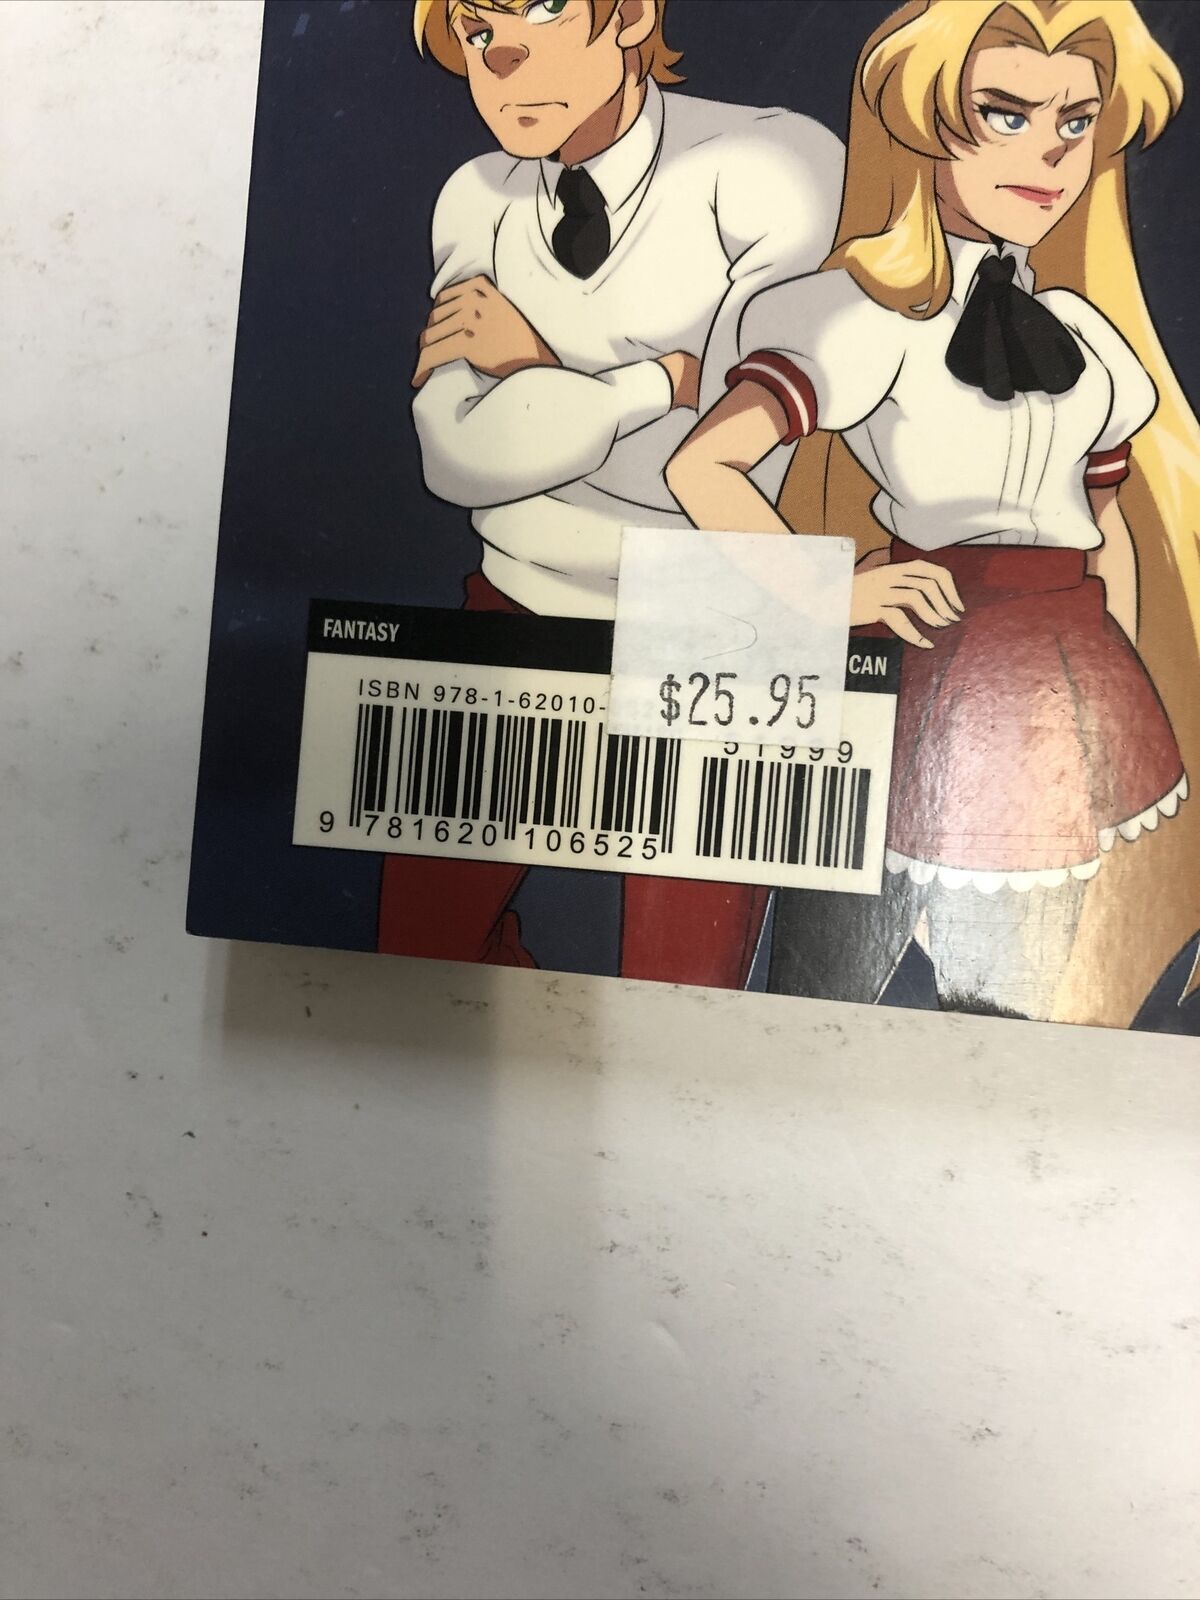 FANTASY
CAN
ISBN 978-1-62010-
$25.95
51999
9 781620 106525